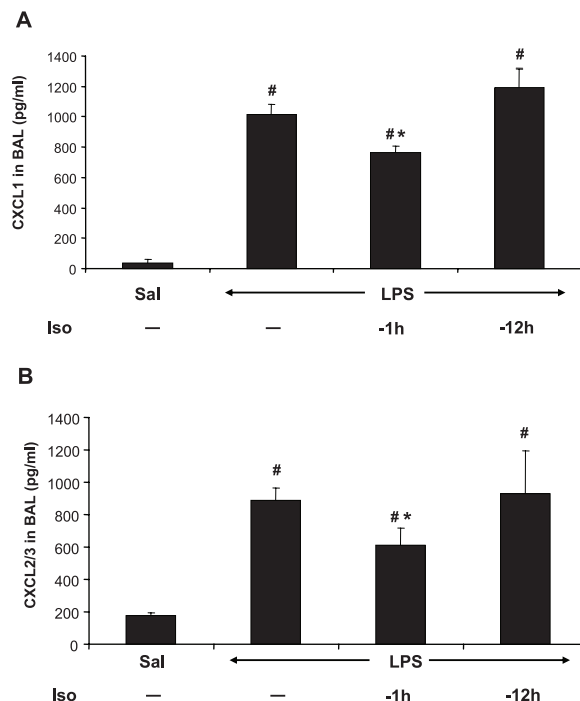 A
CXCL1 in BAL (pg/ml)
1400
1200
1000
800
600
400
200
0
#
#*
#
Sal
LPS
Iso
—
—
-1h
-12h
B
CXCL2/3 in BAL (pg/ml)
1400
1200
1000
800
600
400
200
0
#
#*
#
Sal
LPS
Iso
—
—
-1h
-12h